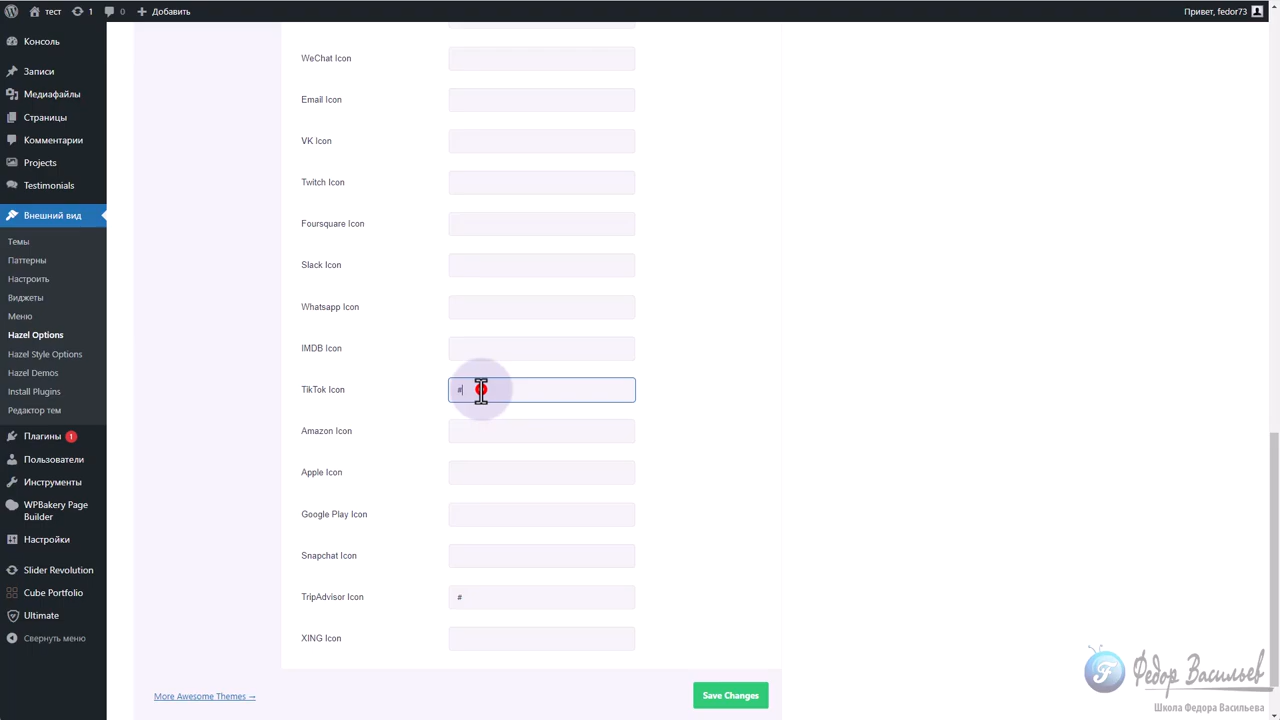 Тест
1
0
Добавить
Привет, fedor73
Консоль
Записи
Медиафайлы
Страницы
Комментарии
Projects
Testimonials
Внешний вид
Темы
Паттерны
Настроить
Виджеты
Меню
Hazel Options
Hazel Style Options
Hazel Demos
Install Plugins
Редактор тем
Плагины 1
Пользователи
Инструменты
WPBakery Page
Builder
Настройки
Slider Revolution
Cube Portfolio
Ultimate
Свернуть меню
WeChat Icon
Email Icon
VK Icon
Twitch Icon
Foursquare Icon
Slack Icon
Whatsapp Icon
IMDB Icon
TikTok Icon #
Amazon Icon
Apple Icon
Google Play Icon
Snapchat Icon
TripAdvisor Icon #
XING Icon
More Awesome Themes →
Save Changes
F Федор Васильев
Школа Федора Васильева